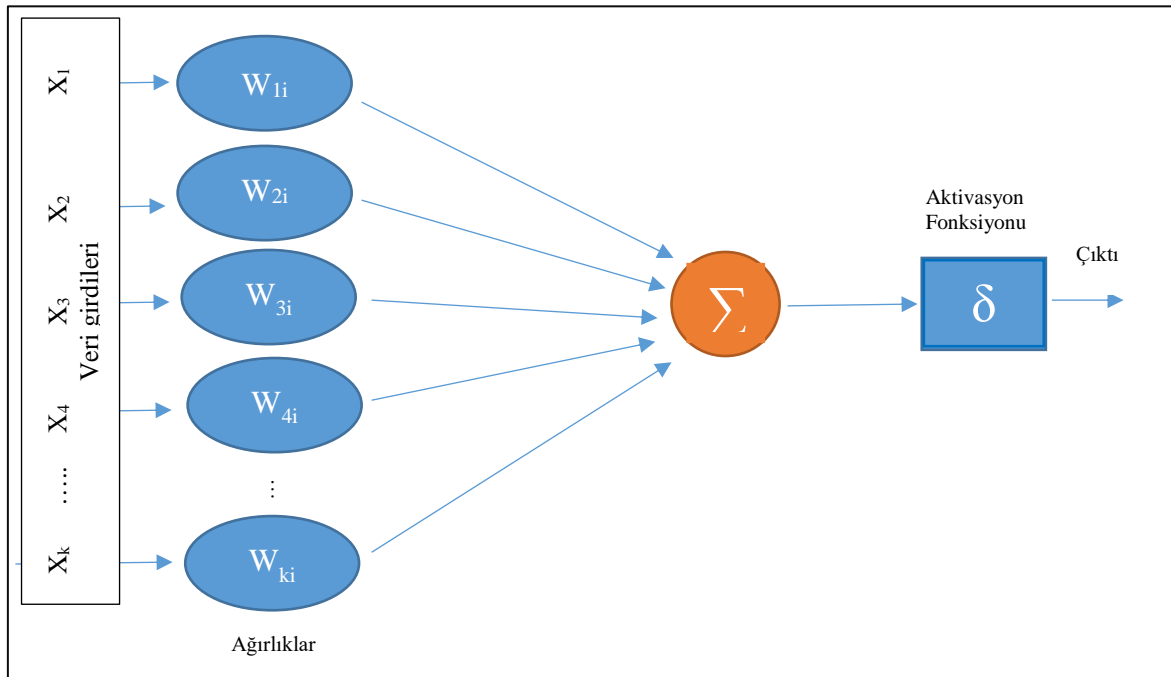 Veri girdileri
X₁
X₂
X₃
X₄
.....
Xₖ
W₁ᵢ
W₂ᵢ
W₃ᵢ
W₄ᵢ
...
Wₖᵢ
Ağırlıklar
∑
Aktivasyon
Fonksiyonu
δ
Çıktı